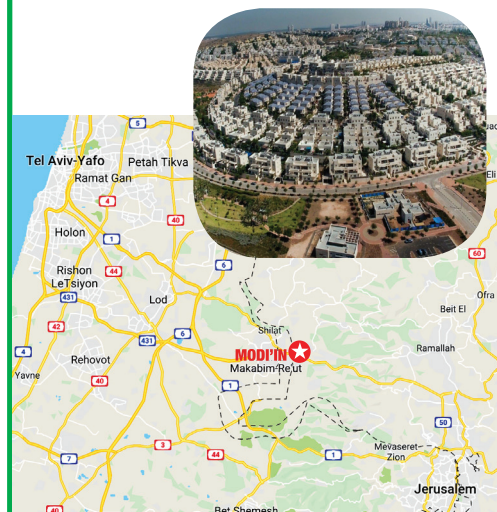 5
Tel Aviv-Yafo
Petah Tikva
Ramat Gan
4
40
Holon
1
6
60
Rishon
LeTsiyon
44
431
Lod
Ofra
Beit El
42
431
6
Shilat
4
MODI'IN
Ramallah
Rehovot
Makabim-Re'ut
Yavne
40
1
50
3
Mevaseret
Zion
7
44
1
Jerusalem
40
Bet Shemesh